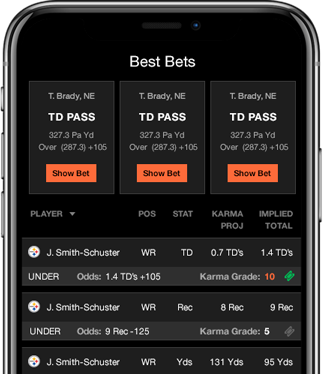 Best Bets
T. Brady, NE T. Brady, NE T. Brady, NE
TD PASS TD PASS TD PASS
327.3 Pa Yd 327.3 Pa Yd 327.3 Pa Yd
Over (287.3) +105 Over (287.3) +105 Over (287.3) +105
Show Bet Show Bet Show Bet
PLAYER POS STAT KARMA PROJ IMPLIED TOTAL
J. Smith-Schuster WR TD 0.7 TD's 1.4 TD's
UNDER Odds: 1.4 TD's +105 Karma Grade: 10
J. Smith-Schuster WR Rec 8 Rec 9 Rec
UNDER Odds: 9 Rec -125 Karma Grade: 5
J. Smith-Schuster WR Yds 131 Yds 95 Yds